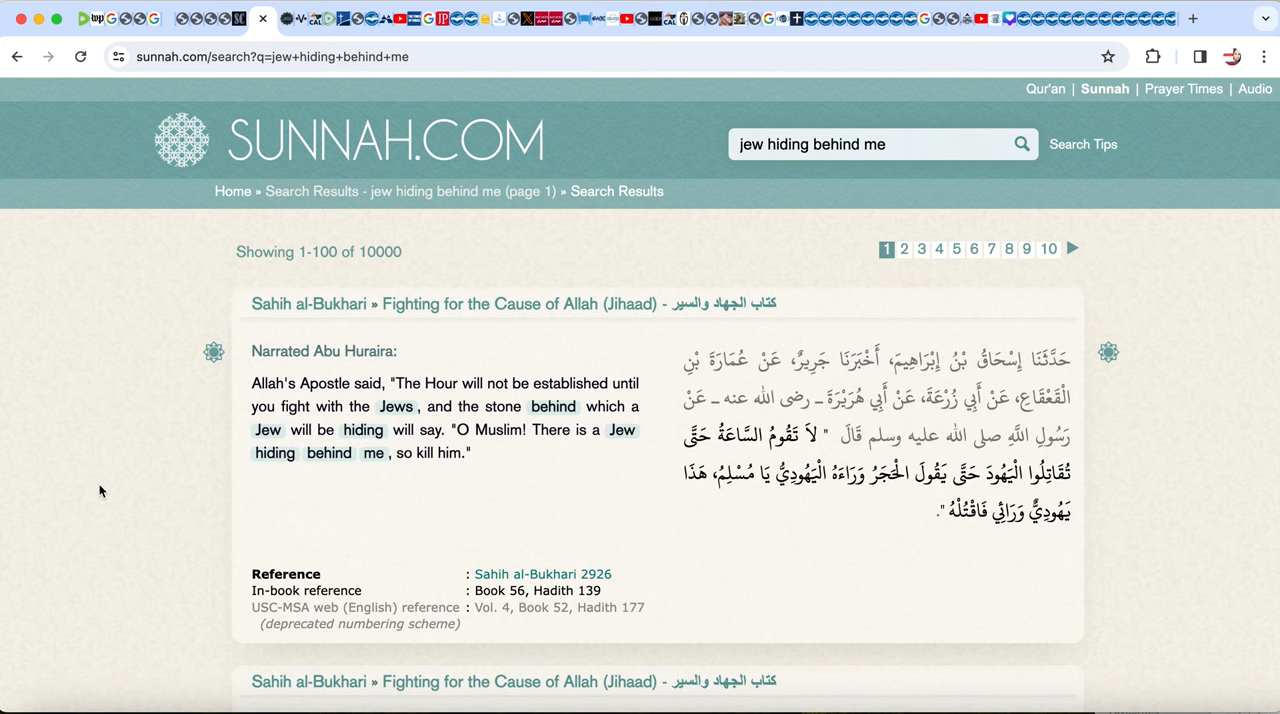 sunnah.com/search?q=jew+hiding+behind+me
Qur'an | Sunnah | Prayer Times | Audio
SUNNAH.COM
jew hiding behind me
Search Tips
Home » Search Results - jew hiding behind me (page 1) » Search Results
Showing 1-100 of 10000
1 2 3 4 5 6 7 8 9 10
Sahih al-Bukhari » Fighting for the Cause of Allah (Jihaad) - كتاب الجهاد والسير
Narrated Abu Huraira:
Allah's Apostle said, "The Hour will not be established until
you fight with the Jews, and the stone behind which a
Jew will be hiding will say. "O Muslim! There is a Jew
hiding behind me, so kill him."
حَدَّثَنَا إِسْحَاقُ بْنُ إِبْرَاهِيمَ، أَخْبَرَنَا جَرِيرٌ، عَنْ عُمَارَةَ بْنِ
الْقَعْقَاعِ، عَنْ أَبِي زُرْعَةَ، عَنْ أَبِي هُرَيْرَةَ ـ رضى الله عنه ـ عَنْ
رَسُولِ اللَّهِ صلى الله عليه وسلم قَالَ " لاَ تَقُومُ السَّاعَةُ حَتَّى
تُقَاتِلُوا الْيَهُودَ حَتَّى يَقُولَ الْحَجَرُ وَرَاءَهُ الْيَهُودِيُّ يَا مُسْلِمُ، هَذَا
يَهُودِيٌّ وَرَائِي فَاقْتُلْهُ ".
Reference : Sahih al-Bukhari 2926
In-book reference : Book 56, Hadith 139
USC-MSA web (English) reference : Vol. 4, Book 52, Hadith 177
(deprecated numbering scheme)
Sahih al-Bukhari » Fighting for the Cause of Allah (Jihaad) - كتاب الجهاد والسير